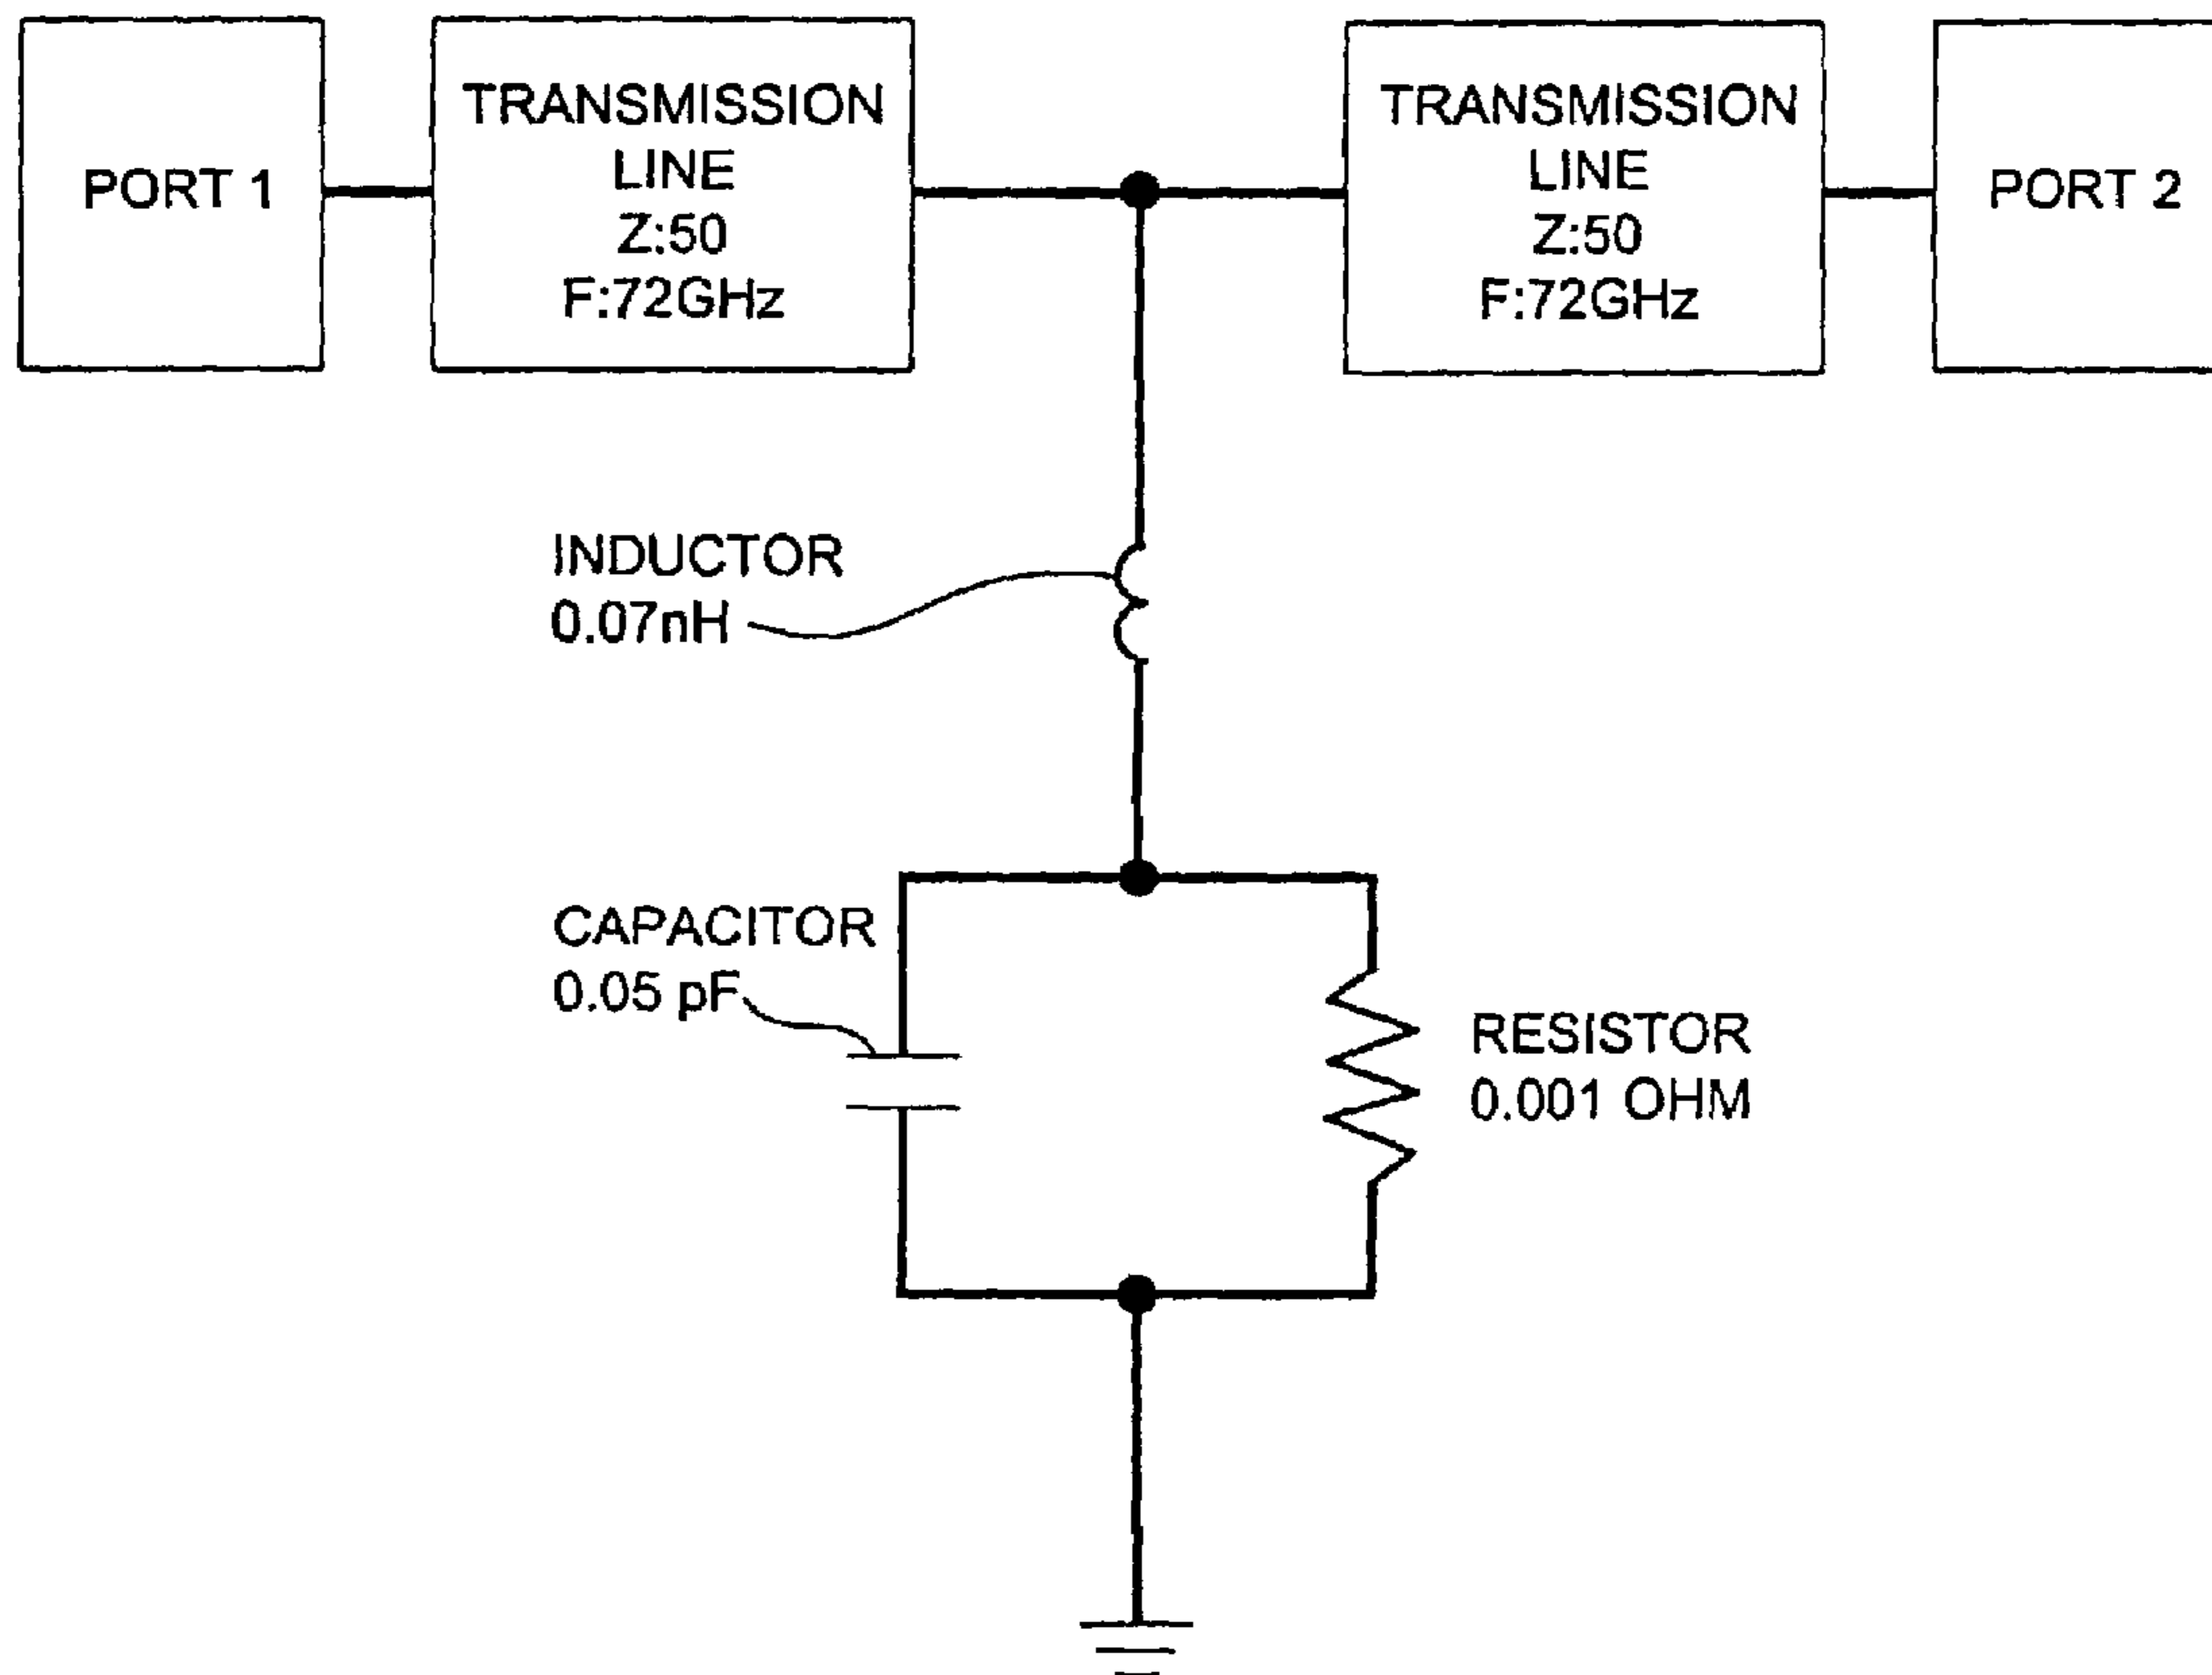 PORT 1
TRANSMISSION
LINE
Z:50
F:72GHz
TRANSMISSION
LINE
Z:50
F:72GHz
PORT 2
INDUCTOR
0.07nH
CAPACITOR
0.05 pF
RESISTOR
0.001 OHM